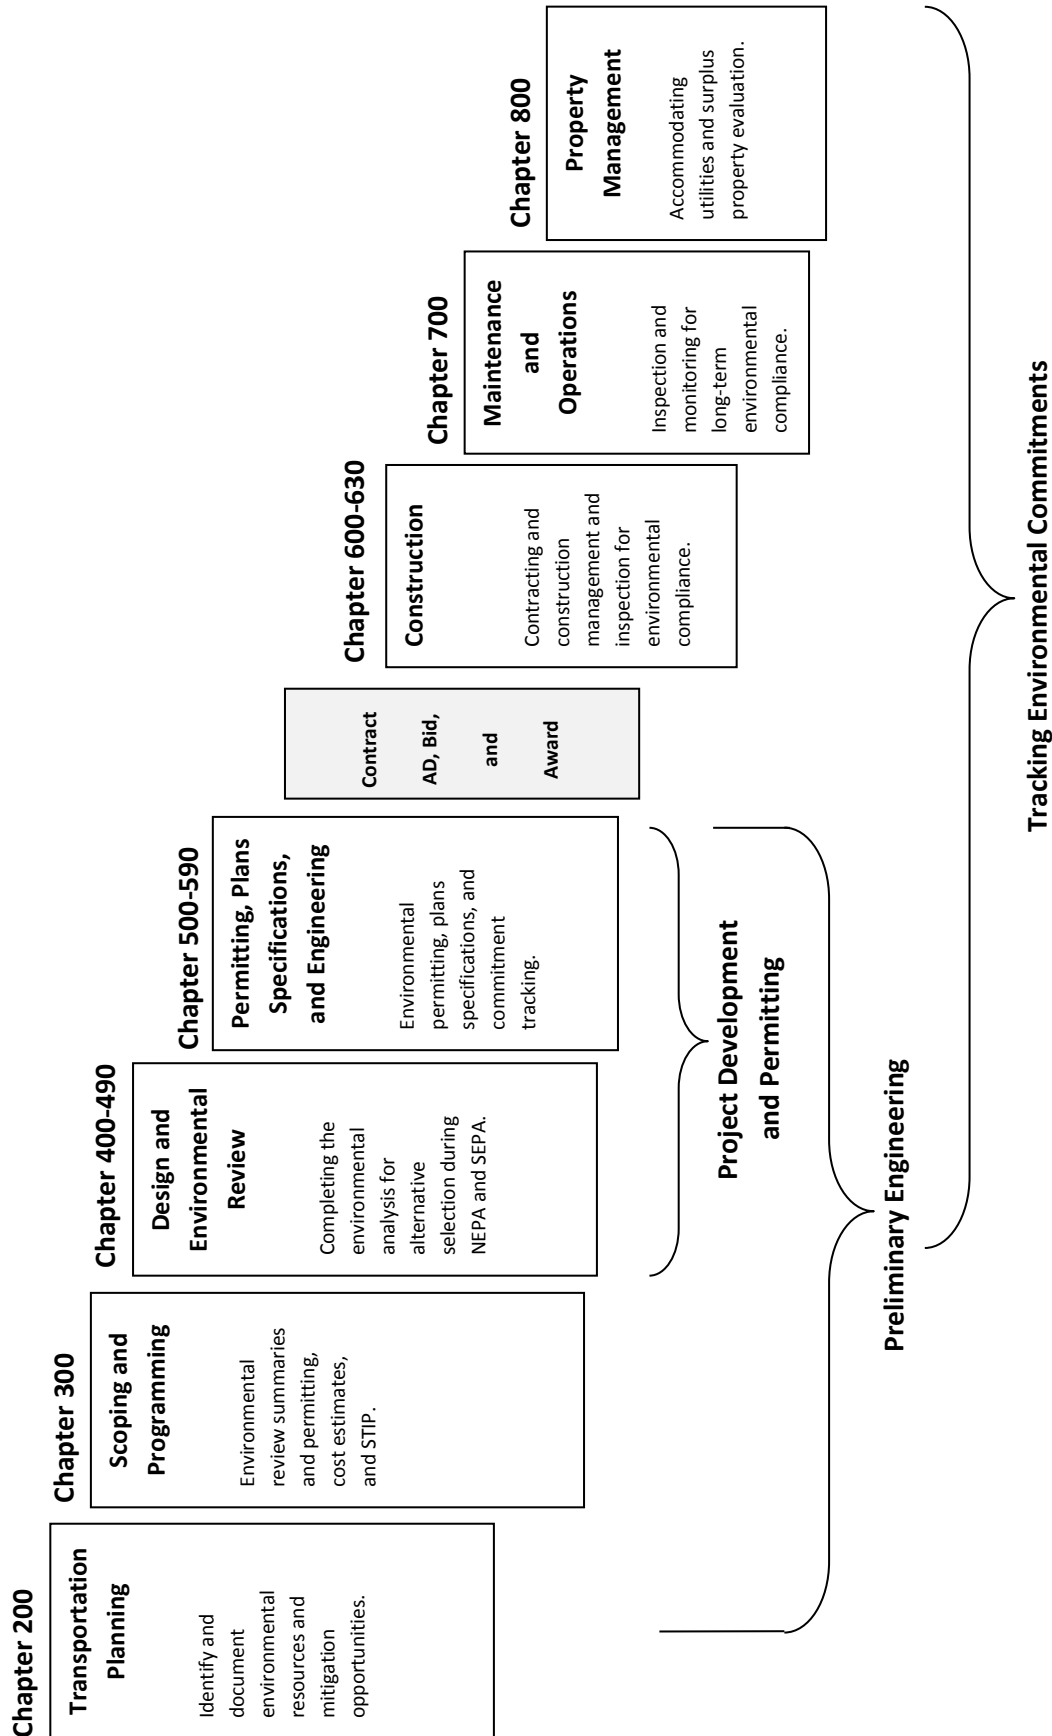 Chapter 200
Transportation
Planning
Identify and
document
environmental
resources and
mitigation
opportunities.
Chapter 300
Scoping and
Programming
Environmental
review summaries
and permitting,
cost estimates,
and STIP.
Chapter 400-490
Design and
Environmental
Review
Completing the
environmental
analysis for
alternative
selection during
NEPA and SEPA.
Chapter 500-590
Permitting, Plans
Specifications,
and Engineering
Environmental
permitting, plans
specifications, and
commitment
tracking.
Contract
AD, Bid,
and
Award
Chapter 600-630
Construction
Contracting and
construction
management and
inspection for
environmental
compliance.
Chapter 700
Maintenance
and
Operations
Inspection and
monitoring for
long-term
environmental
compliance.
Chapter 800
Property
Management
Accommodating
utilities and surplus
property evaluation.
Project Development
and Permitting
Preliminary Engineering
Tracking Environmental Commitments